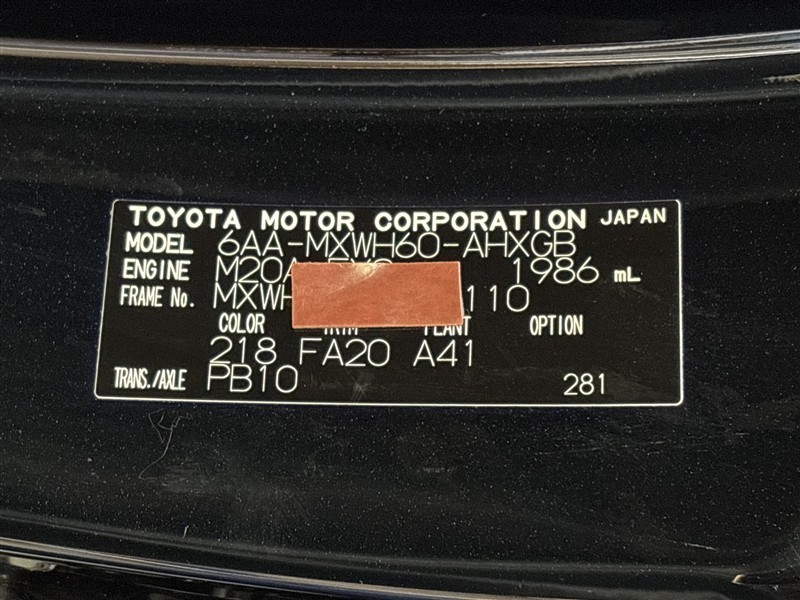 TOYOTA MOTOR CORPORATION JAPAN
MODEL 6AA-MXWH60-AHXGB
ENGINE 1986 mL
FRAME No. 110
COLOR PLANT OPTION
218 FA20 A41
TRANS./AXLE PB10 281